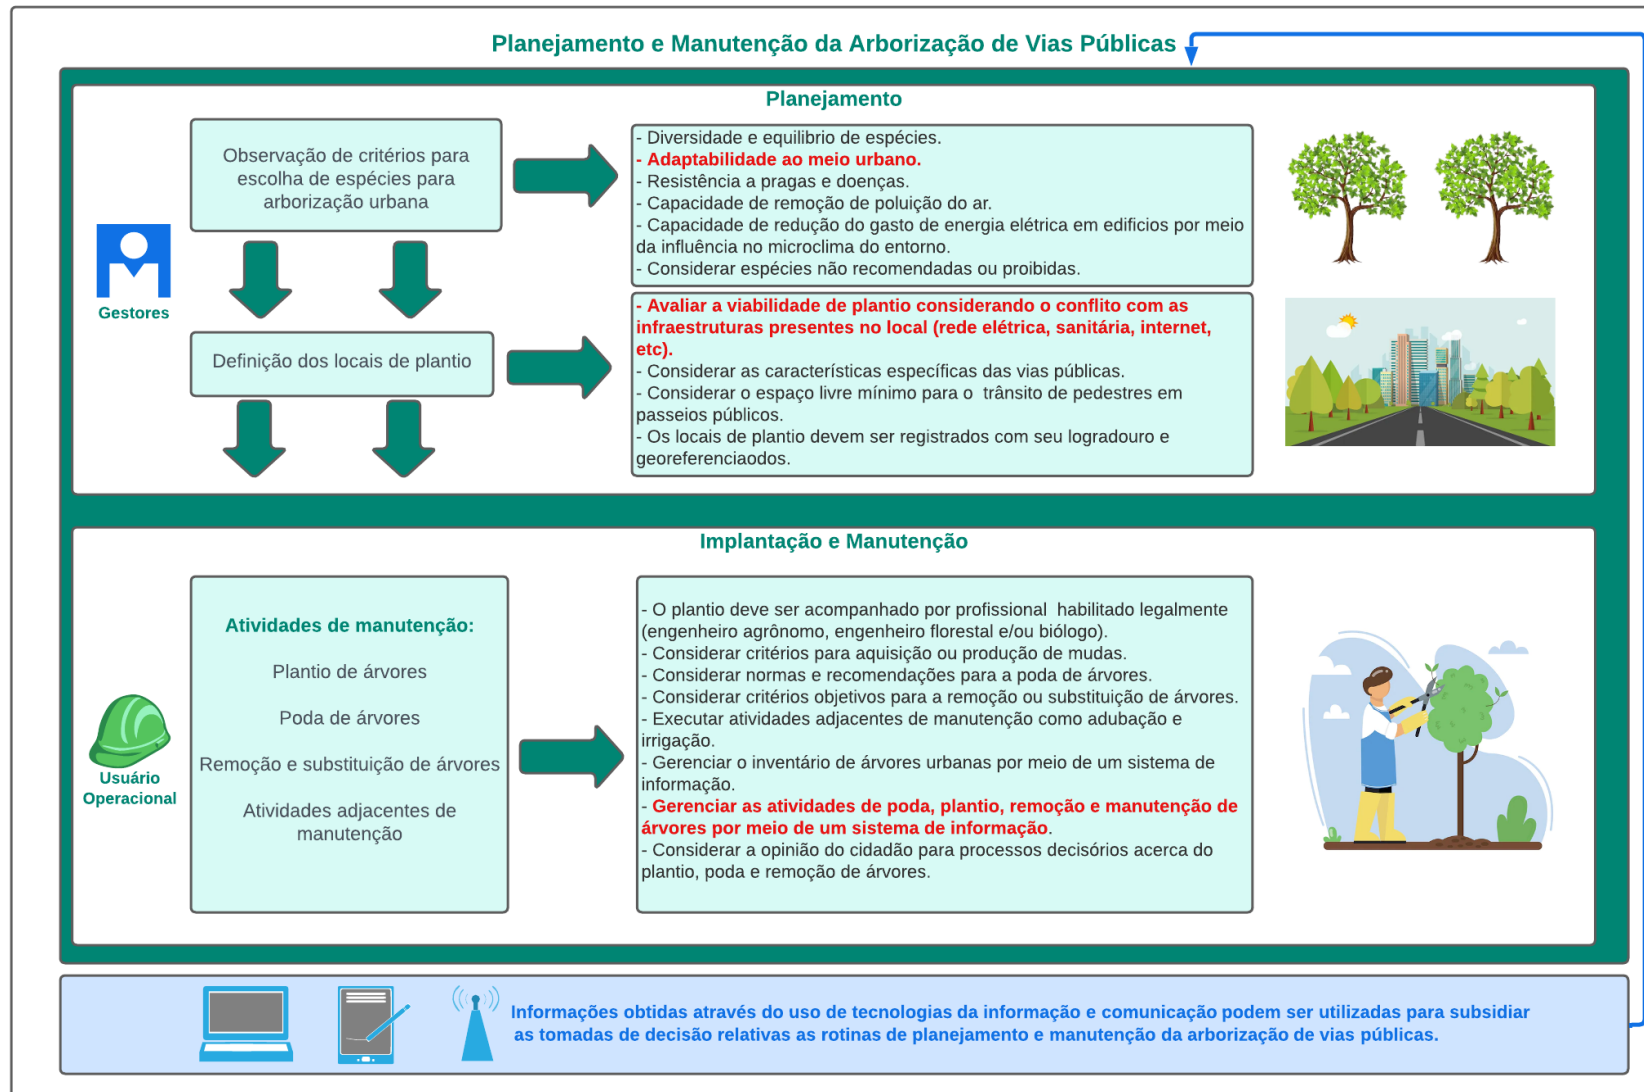 Planejamento e Manutenção da Arborização de Vias Públicas
Planejamento
Observação de critérios para
escolha de espécies para
arborização urbana
- Diversidade e equilibrio de espécies.
- Adaptabilidade ao meio urbano.
- Resistência a pragas e doenças.
- Capacidade de remoção de poluição do ar.
- Capacidade de redução do gasto de energia elétrica em edificios por meio
da influência no microclima do entorno.
- Considerar espécies não recomendadas ou proibidas.
Gestores
Definição dos locais de plantio
- Avaliar a viabilidade de plantio considerando o conflito com as
infraestruturas presentes no local (rede elétrica, sanitária, internet,
etc).
- Considerar as características específicas das vias públicas.
- Considerar o espaço livre mínimo para o trânsito de pedestres em
passeios públicos.
- Os locais de plantio devem ser registrados com seu logradouro e
georeferenciaodos.
Implantação e Manutenção
Atividades de manutenção:
Plantio de árvores
Poda de árvores
Remoção e substituição de árvores
Atividades adjacentes de
manutenção
Usuário
Operacional
- O plantio deve ser acompanhado por profissional habilitado legalmente
(engenheiro agrônomo, engenheiro florestal e/ou biólogo).
- Considerar critérios para aquisição ou produção de mudas.
- Considerar normas e recomendações para a poda de árvores.
- Considerar critérios objetivos para a remoção ou substituição de árvores.
- Executar atividades adjacentes de manutenção como adubação e
irrigação.
- Gerenciar o inventário de árvores urbanas por meio de um sistema de
informação.
- Gerenciar as atividades de poda, plantio, remoção e manutenção de
árvores por meio de um sistema de informação.
- Considerar a opinião do cidadão para processos decisórios acerca do
plantio, poda e remoção de árvores.
Informações obtidas através do uso de tecnologias da informação e comunicação podem ser utilizadas para subsidiar
as tomadas de decisão relativas as rotinas de planejamento e manutenção da arborização de vias públicas.